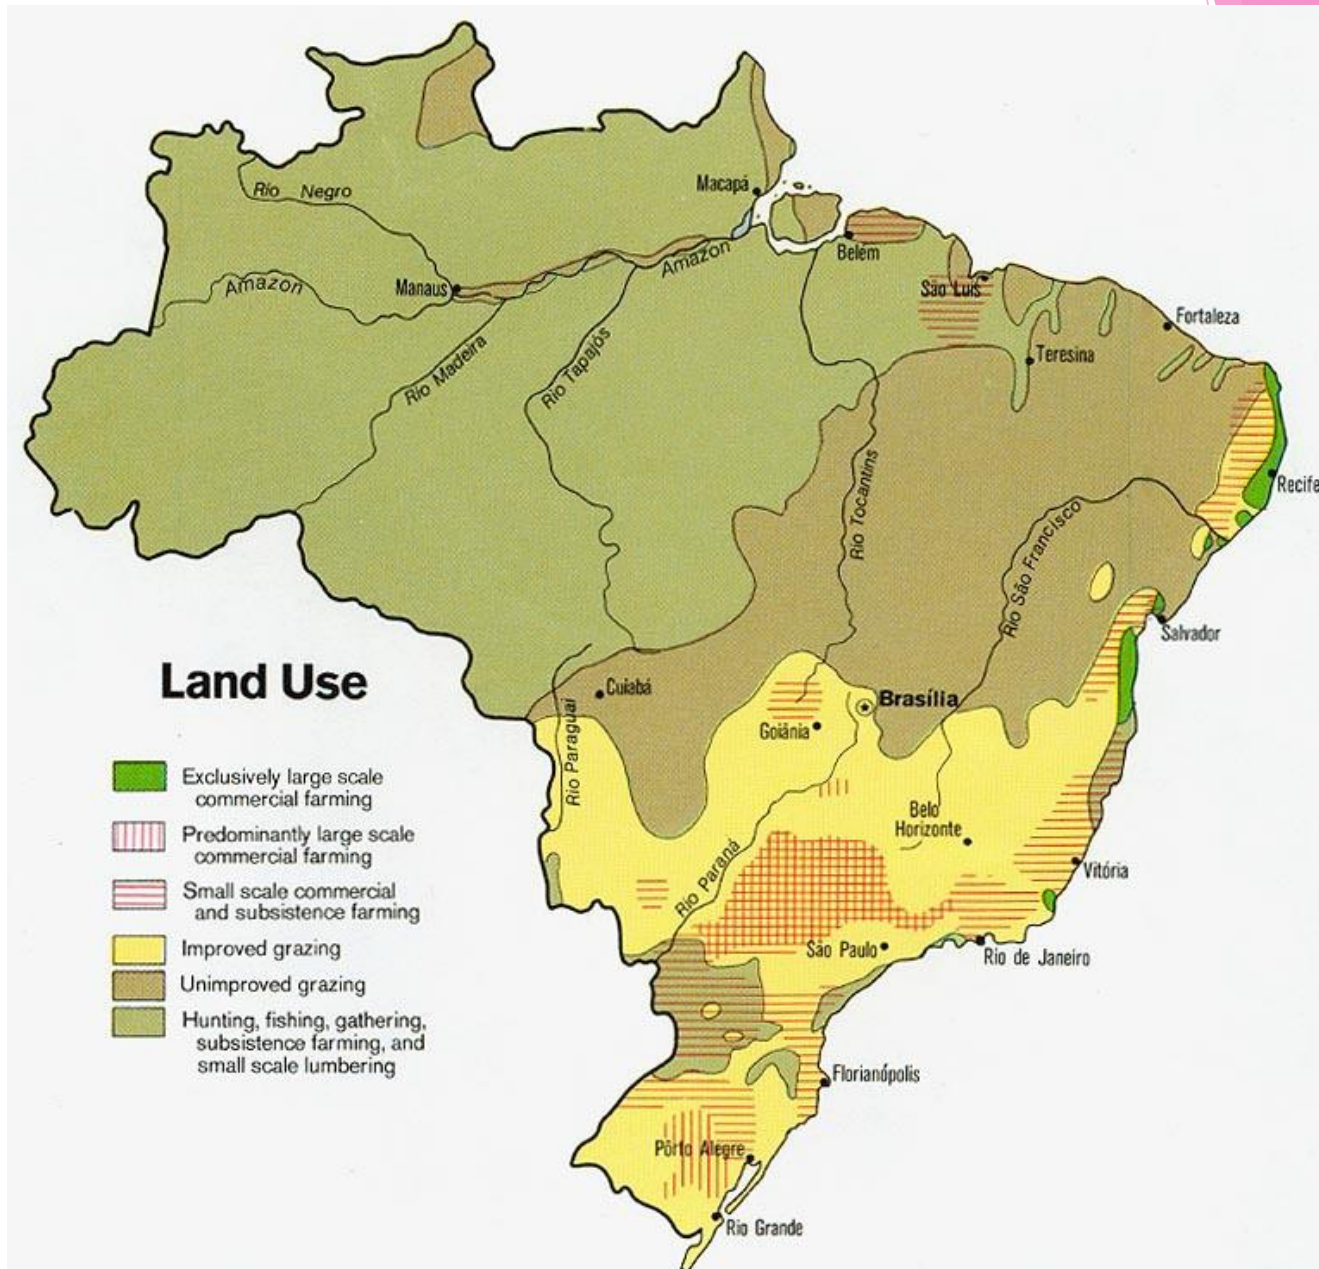 Rio Negro
Macapá
Amazon
Belém
Amazon
Manaus
São Luís
Fortaleza
Teresina
Rio Madeira
Rio Tapajós
Recife
Rio Tocantins
Rio São Francisco
Salvador
Land Use
Cuiabá
Brasília
Goiânia
Rio Paraguai
Exclusively large scale
commercial farming
Predominantly large scale
commercial farming
Small scale commercial
and subsistence farming
Improved grazing
Unimproved grazing
Hunting, fishing, gathering,
subsistence farming, and
small scale lumbering
Belo
Horizonte
Rio Paraná
Vitória
São Paulo
Rio de Janeiro
Florianópolis
Pôrto Alegre
Rio Grande